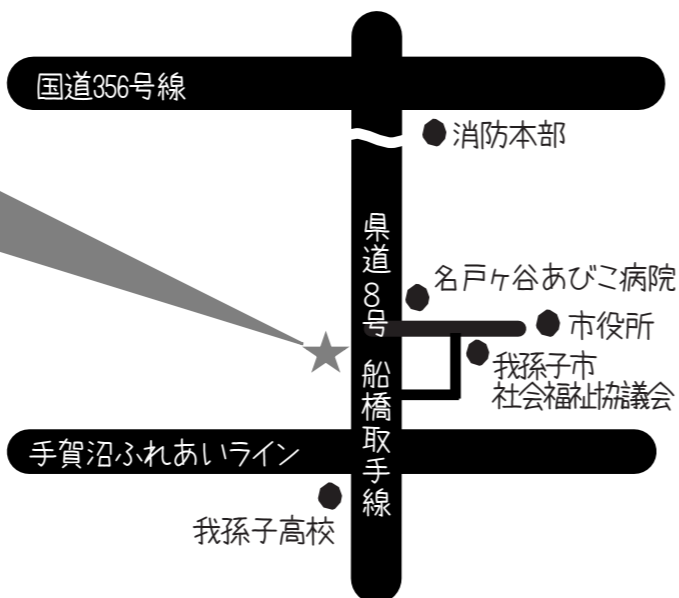 国道356号線
消防本部
県道8号 船橋取手線
名戸ヶ谷あびこ病院
市役所
我孫子市
社会福祉協議会
手賀沼ふれあいライン
我孫子高校